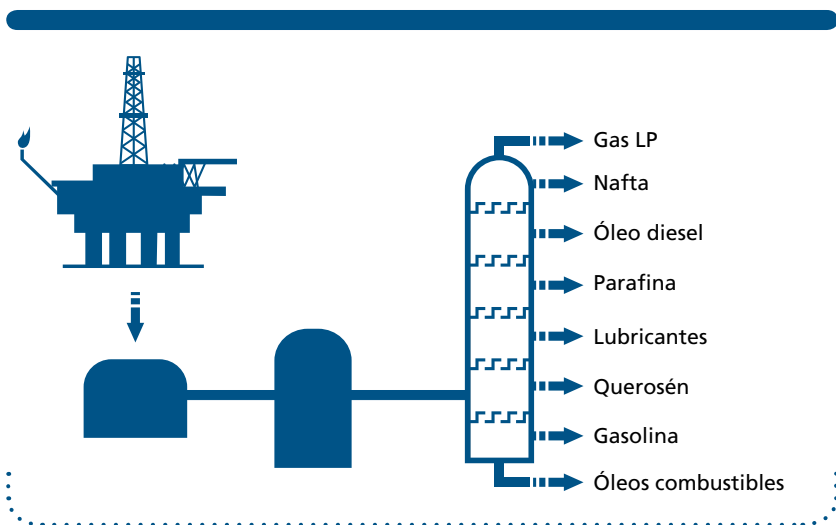 Gas LP
Nafta
Óleo diesel
Parafina
Lubricantes
Querosén
Gasolina
Óleos combustibles